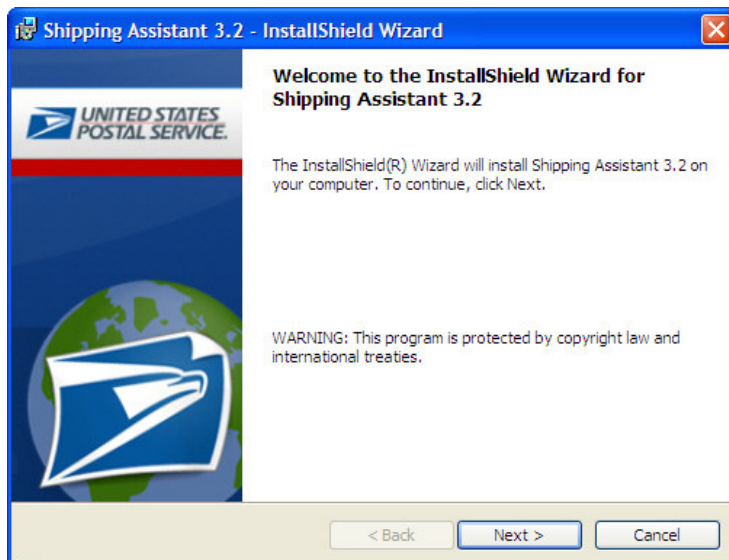 Shipping Assistant 3.2 - InstallShield Wizard
UNITED STATES
POSTAL SERVICE.
Welcome to the InstallShield Wizard for
Shipping Assistant 3.2
The InstallShield(R) Wizard will install Shipping Assistant 3.2 on
your computer. To continue, click Next.
WARNING: This program is protected by copyright law and
international treaties.
< Back
Next >
Cancel